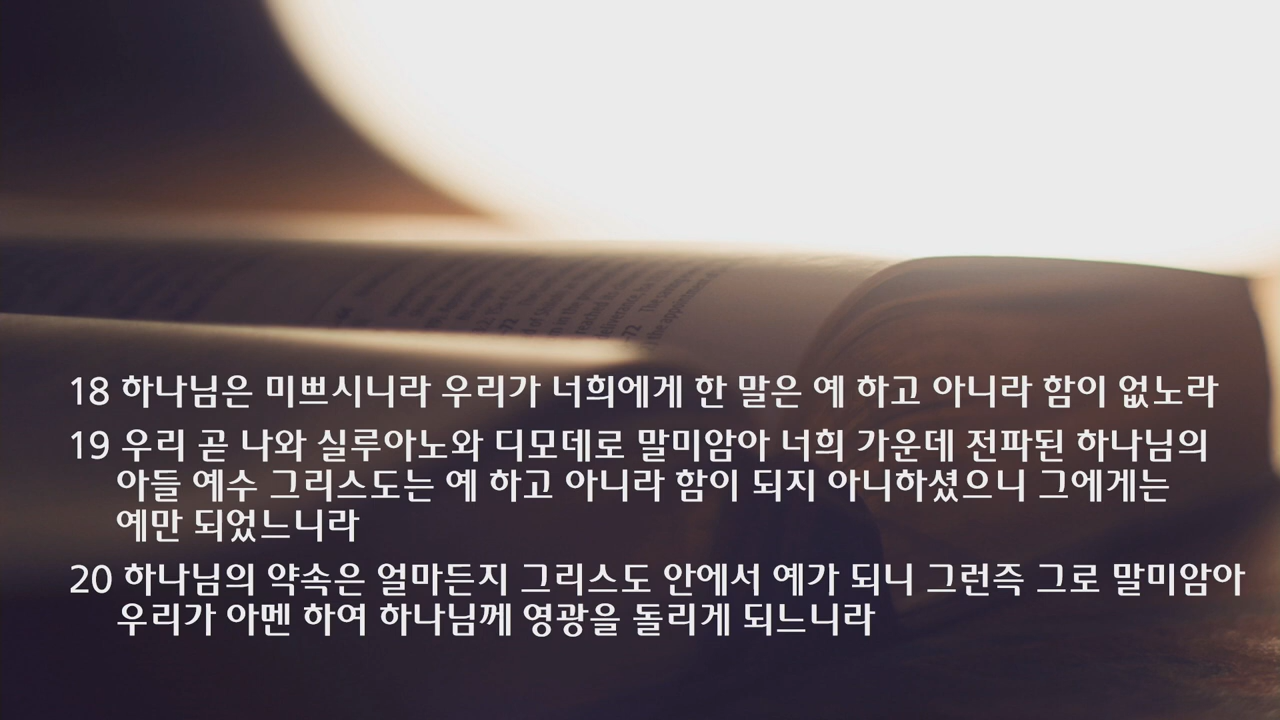 18 하나님은 미쁘시니라 우리가 너희에게 한 말은 예 하고 아니라 함이 없노라
19 우리 곧 나와 실루아노와 디모데로 말미암아 너희 가운데 전파된 하나님의
아들 예수 그리스도는 예 하고 아니라 함이 되지 아니하셨으니 그에게는
예만 되었느니라
20 하나님의 약속은 얼마든지 그리스도 안에서 예가 되니 그런즉 그로 말미암아
우리가 아멘 하여 하나님께 영광을 돌리게 되느니라